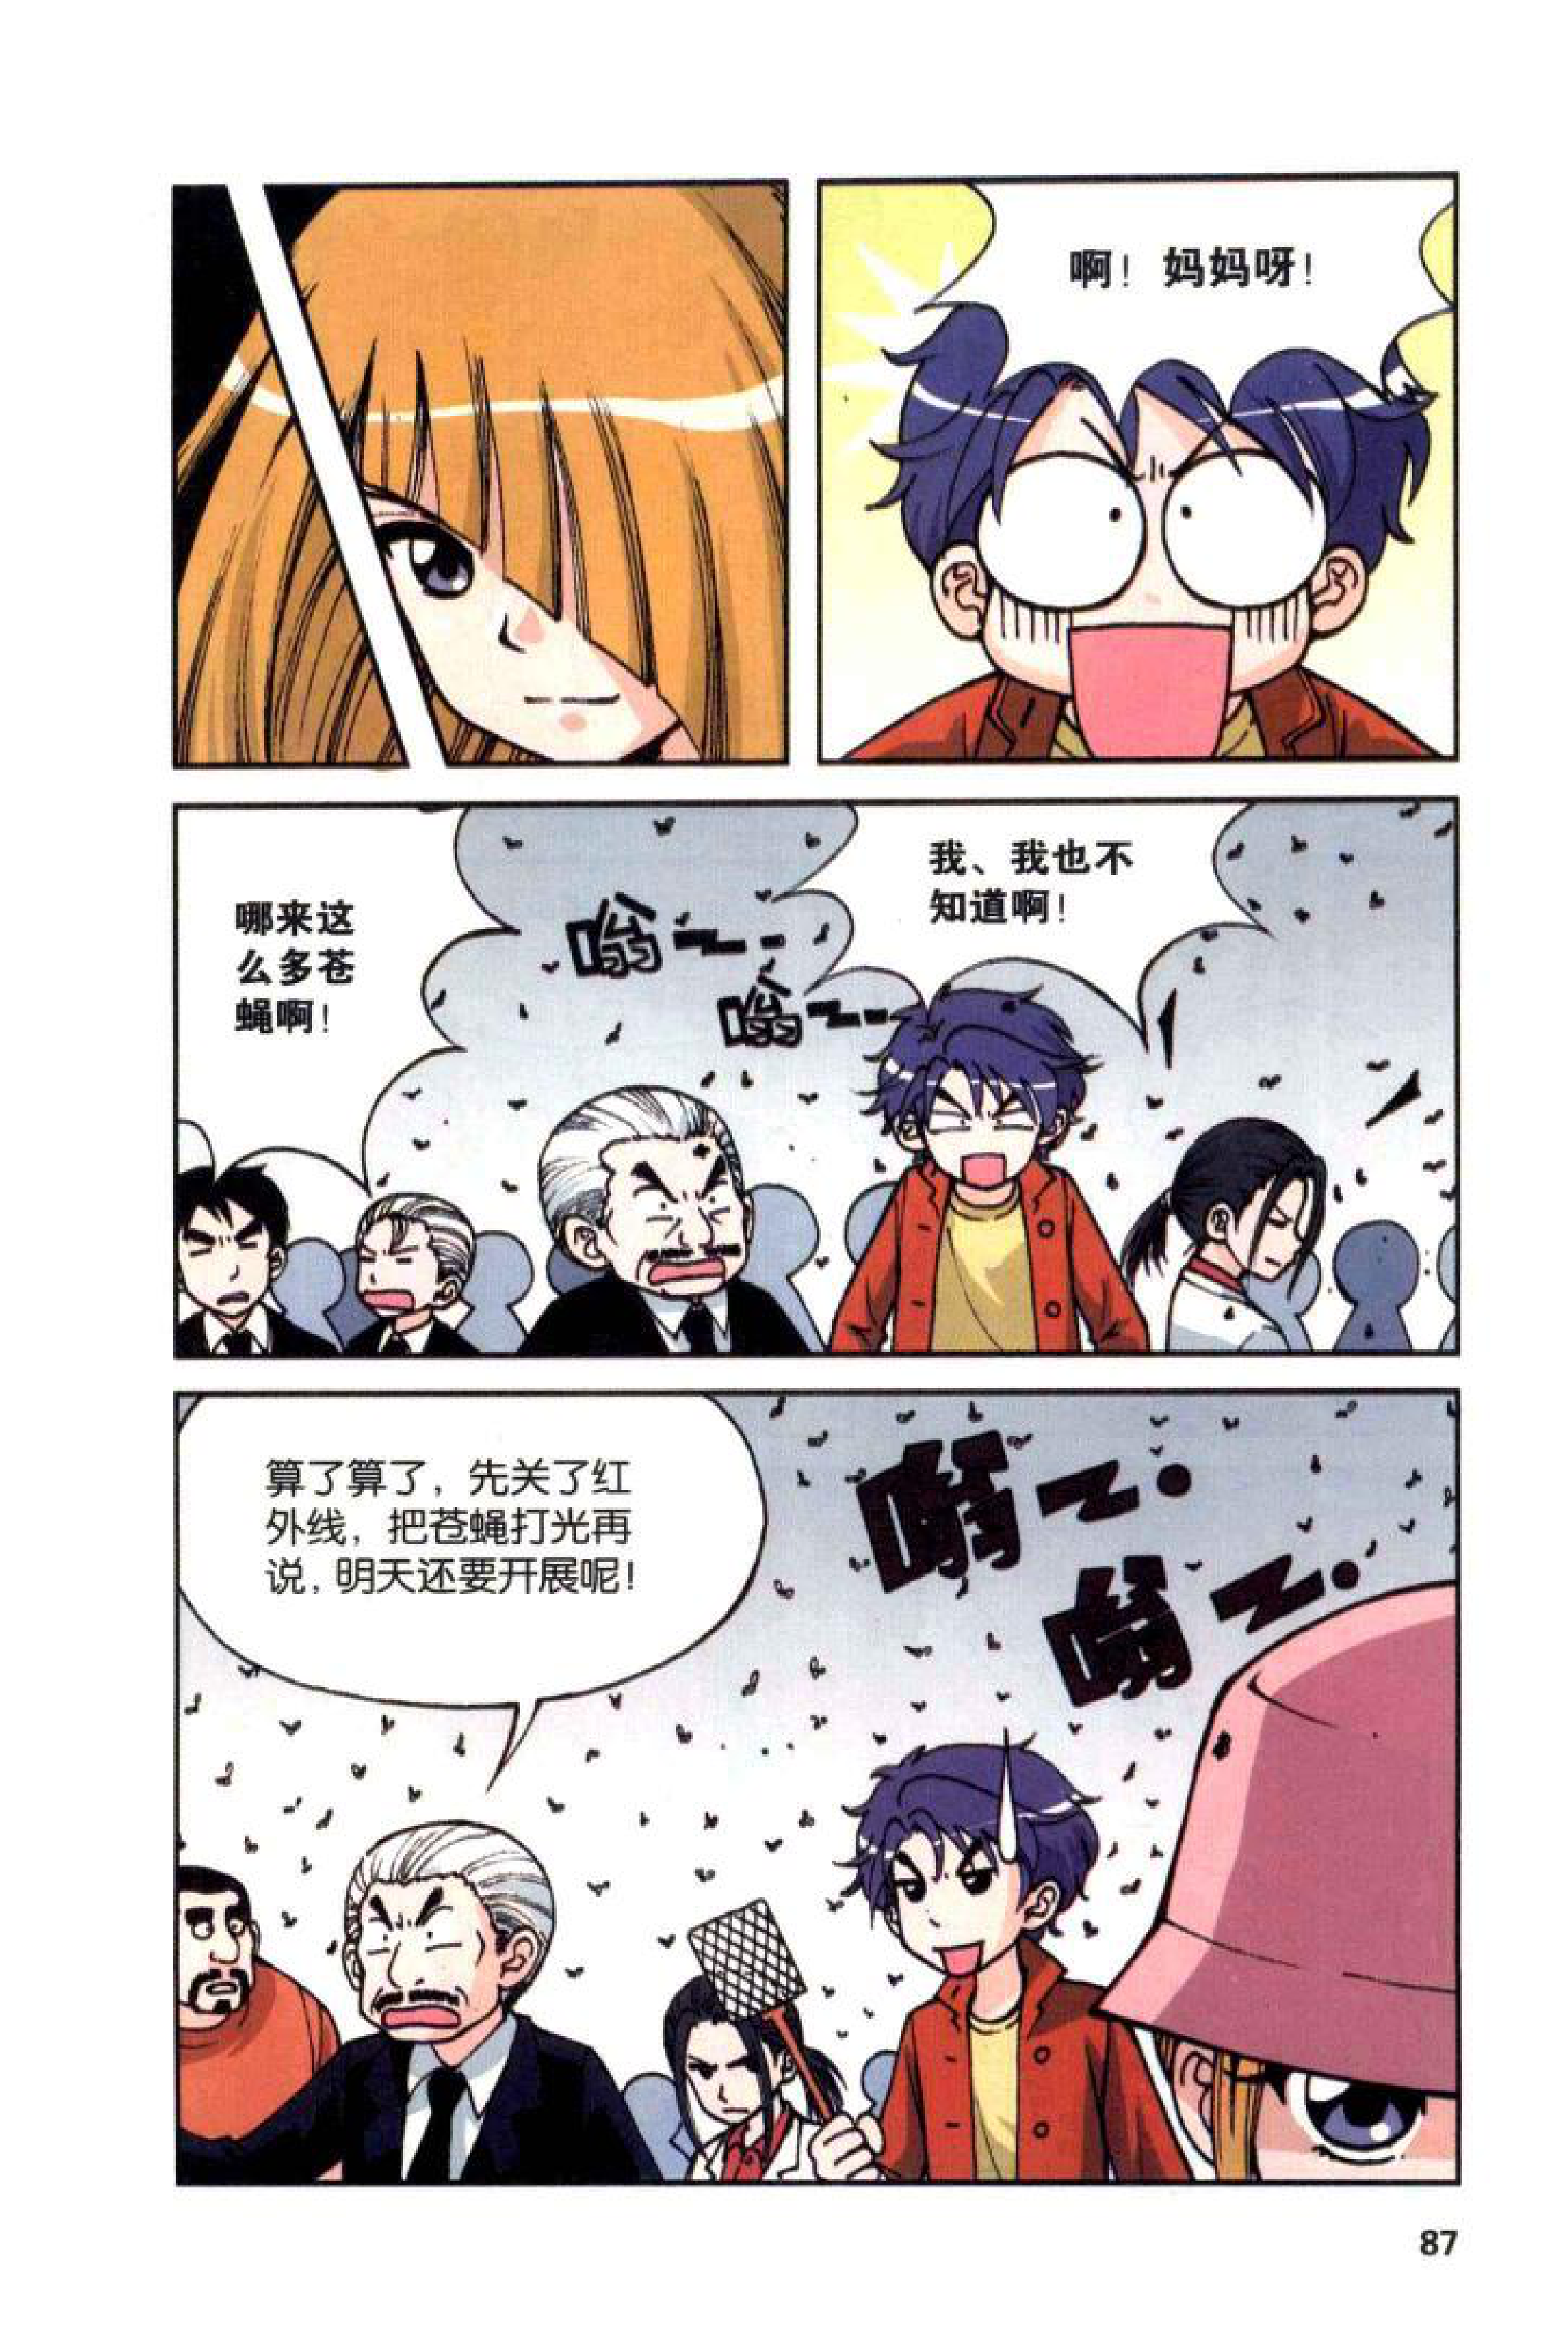 啊！妈妈呀！
哪来这
么多苍
蝇啊！
嗡
嗡
我、我也不
知道啊！
算了算了，先关了红
外线，把苍蝇打光再
说，明天还要开展呢！
嗡
嗡
87